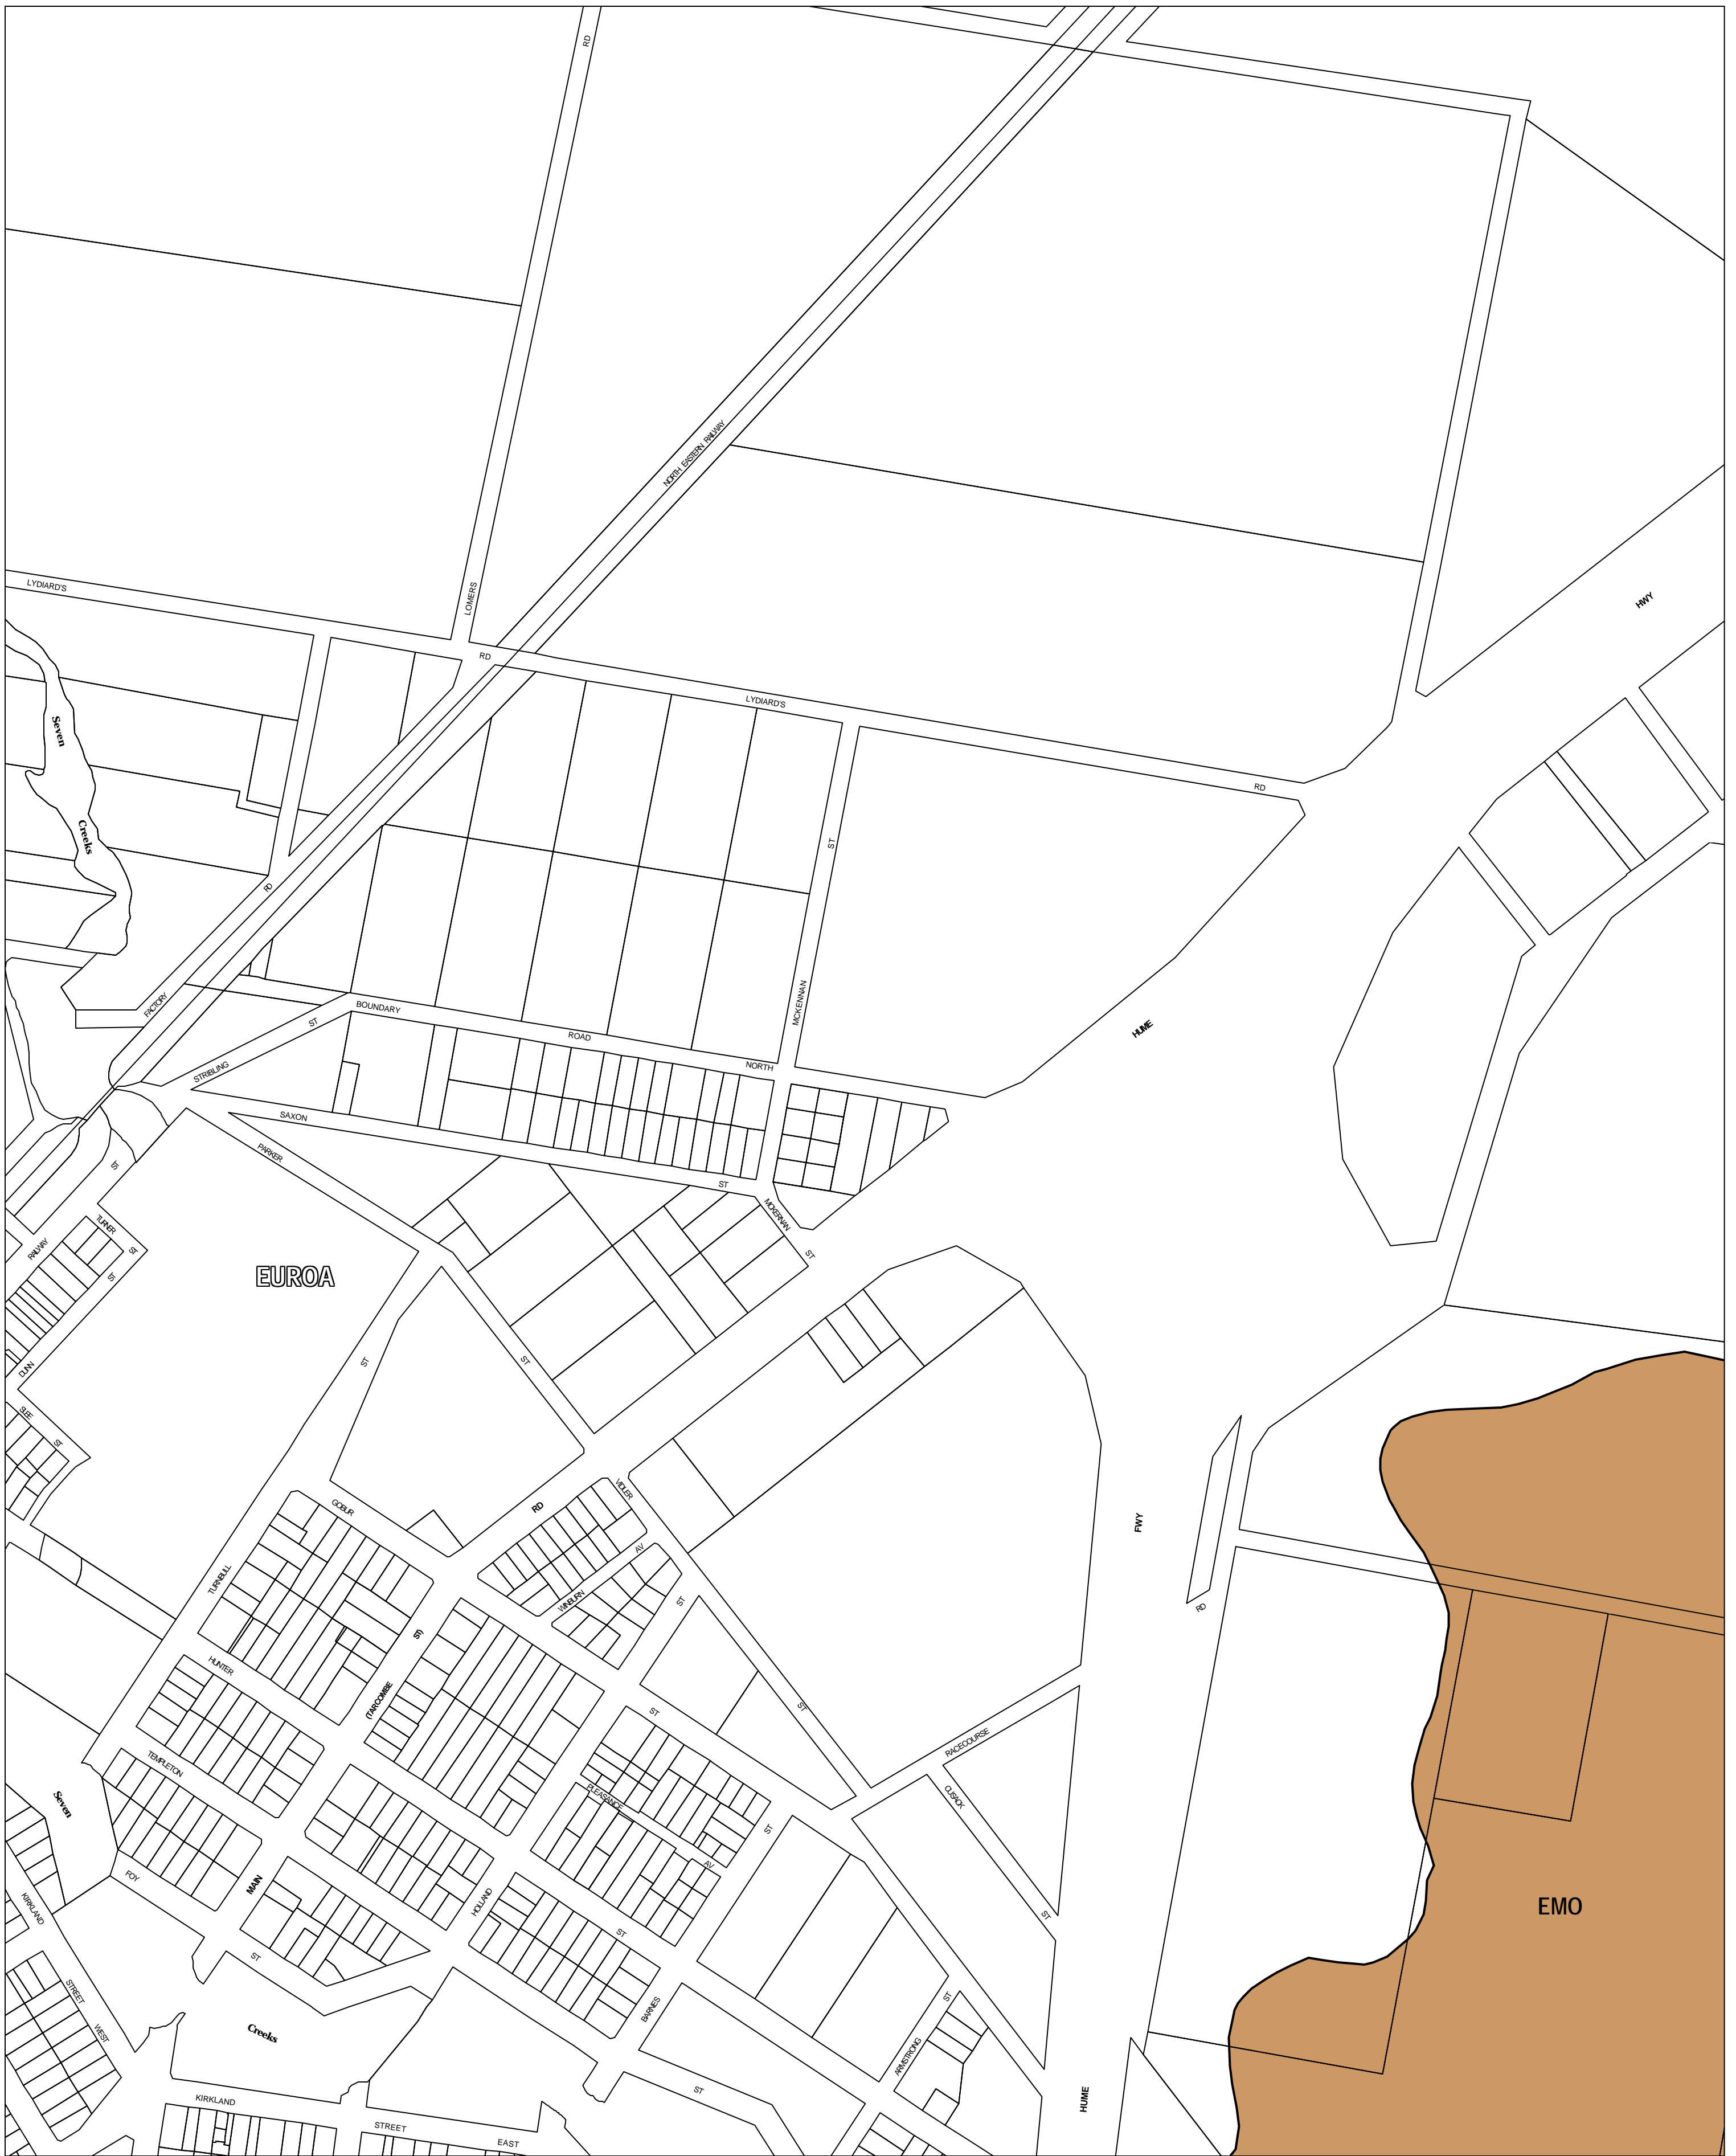 RD
NORTH EASTERN RAILWAY
LYDIARD'S
LOMERS
HWY
RD
LYDIARD'S
Seven
RD
Creeks
ST
RD
FACTORY
MCKENNAN
BOUNDARY
ST
ROAD
HUME
NORTH
STRIBLING
SAXON
PARKER
ST
ST
MCKERNAN
TURNER
ST
RAILWAY
ST
ST
EUROA
ST
ST
DUNN
SLEE
ST
VIDLER
GOBUR
RD
FWY
AV
TURNBULL
WINBURN
ST
RD
ST)
HUNTER
(TARCOMBE
ST
ST
RACECOURSE
TEMPLETON
PLEASANCE
CUSACK
Seven
ST
AV
FOY
MAIN
HOLLAND
KIRKLAND
EMO
ST
ST
ST
STREET
BARNES
ST
WEST
Creeks
ARMSTRONG
ST
HUME
KIRKLAND
STREET
EAST